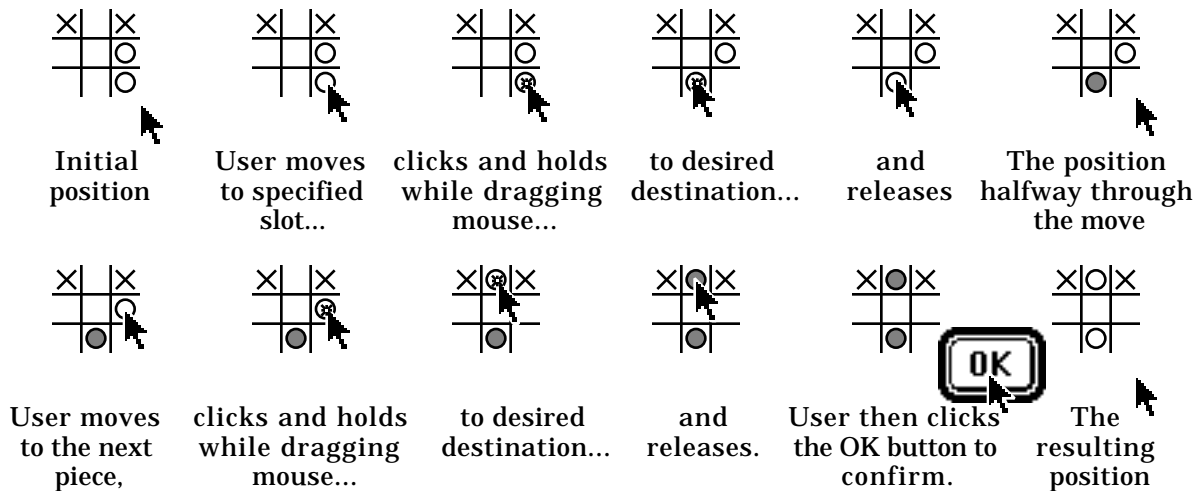 Initial
position
User moves
to specified
slot...
clicks and holds
while dragging
mouse...
to desired
destination...
and
releases
The position
halfway through
the move
User moves
to the next
piece,
clicks and holds
while dragging
mouse...
to desired
destination...
and
releases.
OK
User then clicks
the OK button to
confirm.
The
resulting
position